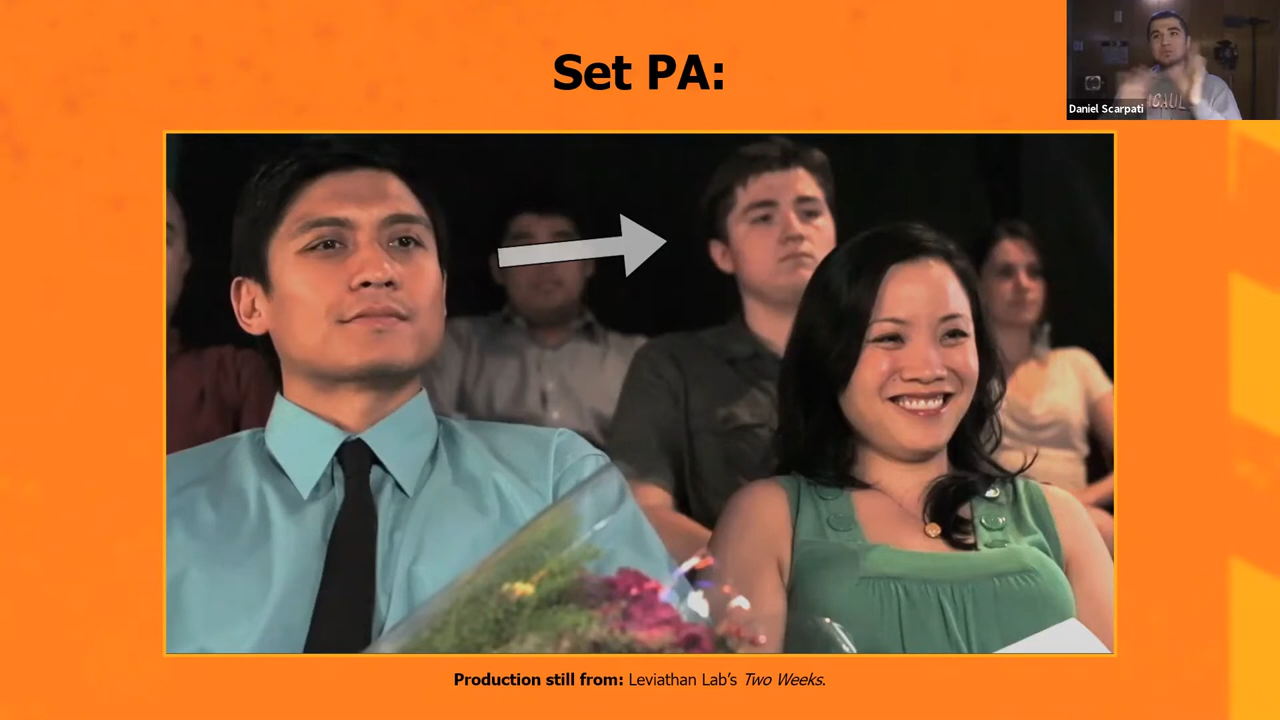 Set PA:
Daniel Scarpati
Production still from: Leviathan Lab's Two Weeks.